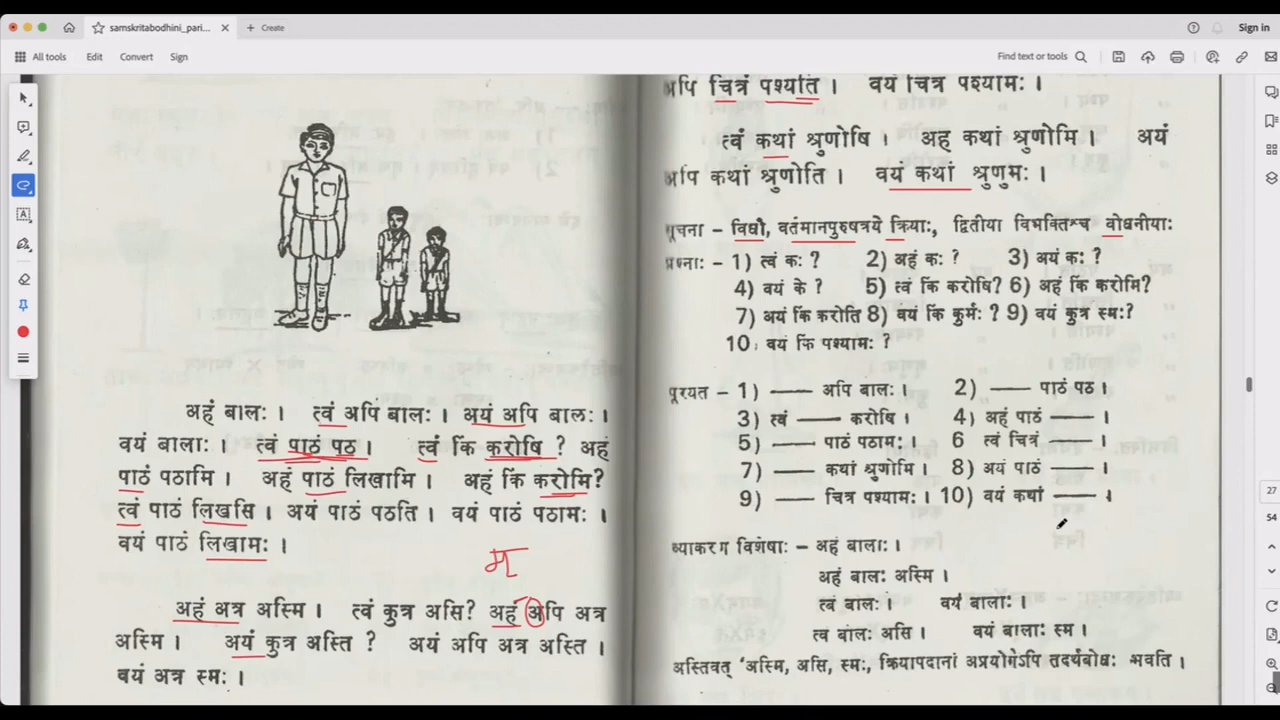 samskritabodhini_pari...
Create
Sign in
All tools Edit Convert Sign
Find text or tools
अहं बालः । त्वं अपि बालः । अयं अपि बालः ।
वयं बालाः । त्वं पाठं पठ । त्वं किं करोषि ? अहं
पाठं पठामि । अहं पाठं लिखामि । अहं किं करोमि?
त्वं पाठं लिखसि । अयं पाठं पठति । वयं पाठं पठामः ।
वयं पाठं लिखामः ।
म
अहं अत्र अस्मि । त्वं कुत्र असि? अहं अपि अत्र
अस्मि । अयं कुत्र अस्ति ? अयं अपि अत्र अस्ति ।
वयं अत्र स्मः ।
अपि चित्रं पश्यति । वयं चित्र पश्यामः ।
त्वं कथां श्रुणोषि । अह कथां श्रुणोमि । अयं
अपि कथां श्रुणोति । वयं कथां श्रुणुमः ।
सूचना – विधौ, वर्तमानपुरुषत्रये क्रियाः, द्वितीया विभक्तिश्च बोधनीयाः
प्रश्नाः – 1) त्वं कः ? 2) अहं कः ? 3) अयं कः ?
4) वयं के ? 5) त्वं किं करोषि? 6) अहं किं करोमि?
7) अयं किं करोति 8) वयं किं कुर्मः ? 9) वयं कुत्र स्मः?
10. वयं किं पश्यामः ?
पूरयत – 1) —— अपि बालः । 2) —— पाठं पठ ।
3) त्वं —— करोषि । 4) अहं पाठं —— ।
5) —— पाठं पठामः । 6 त्वं चित्रं —— ।
7) —— कथां श्रुणोमि । 8) अयं पाठं —— ।
9) —— चित्र पश्यामः । 10) वयं कथां —— ।
व्याकरण विशेषाः – अहं बालः ।
अहं बालः अस्मि ।
त्वं बालः । वयं बालाः ।
त्वं बालः असि । वयं बालाः स्म ।
अस्तिवत् 'अस्मि, असि, स्मः, क्रियापदानां अप्रयोगेऽपि तदर्थबोधः भवति ।
27
54